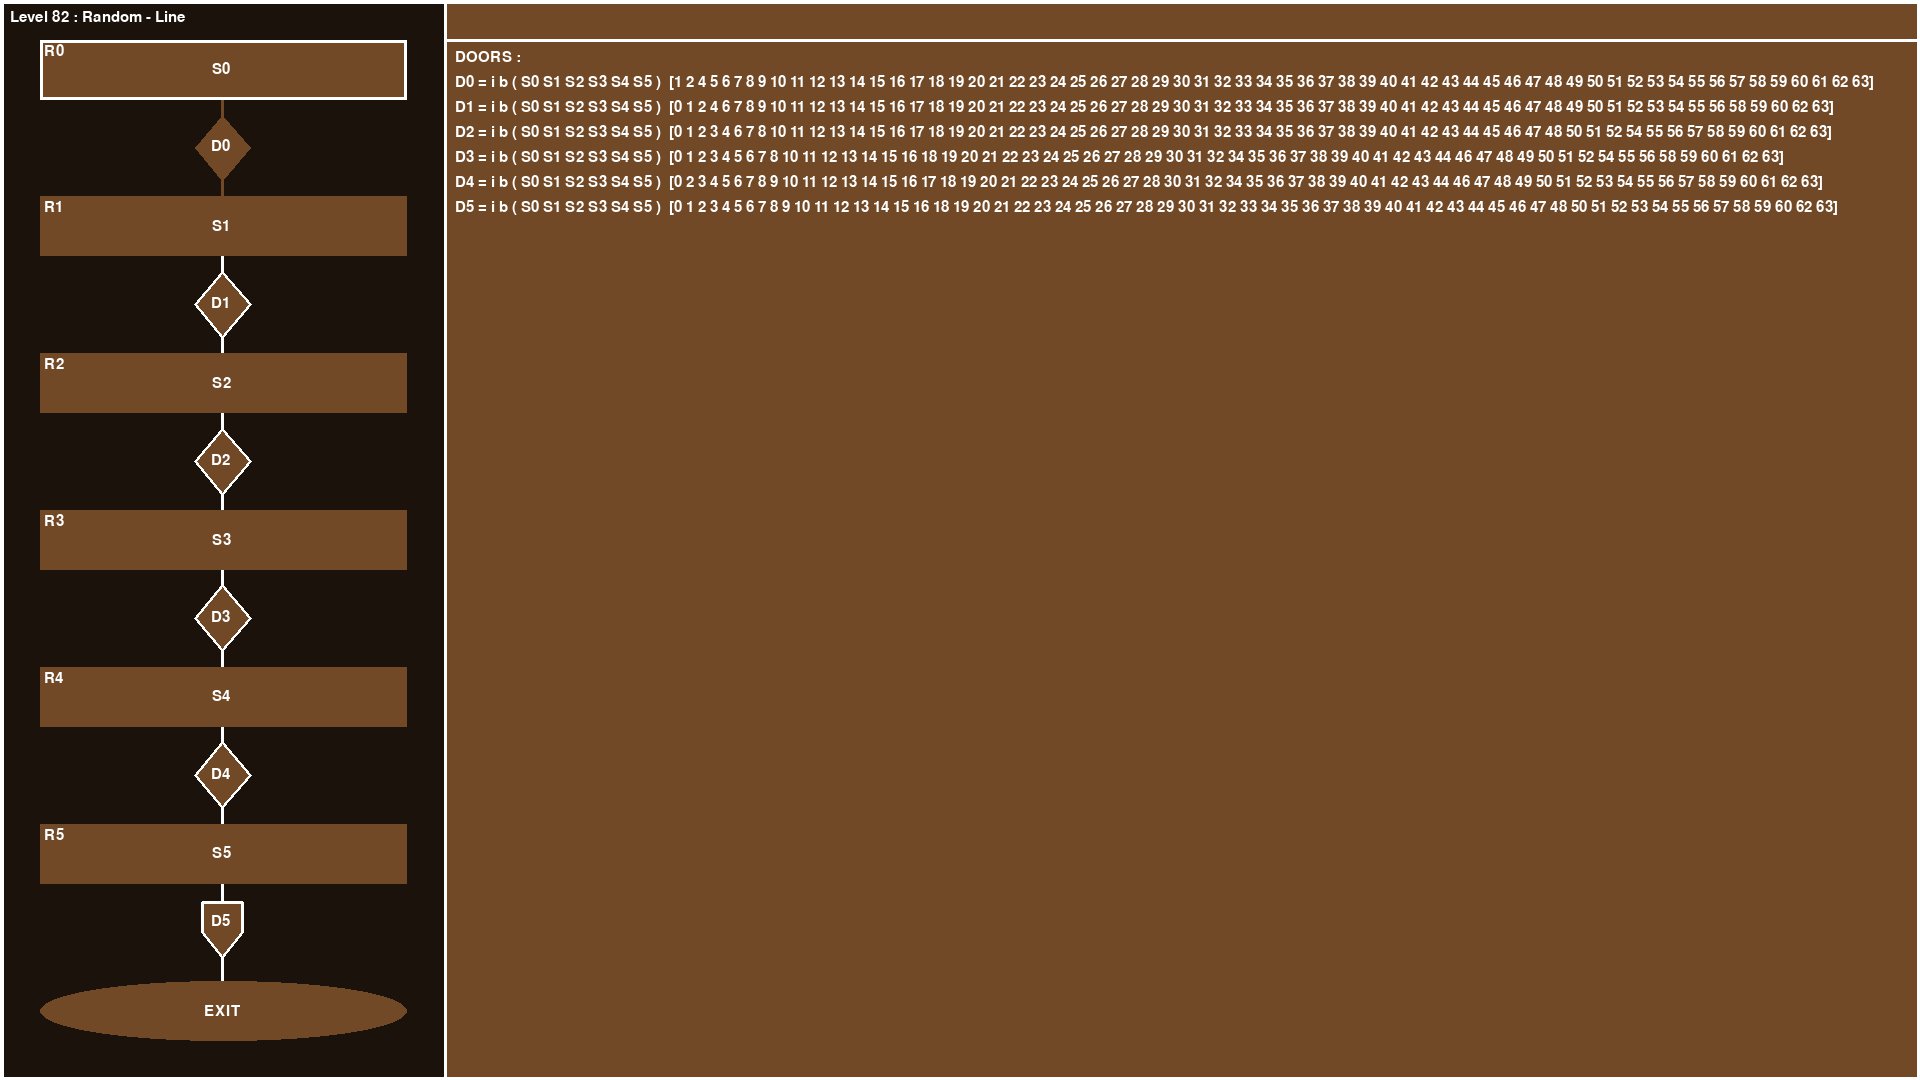 Level 82 : Random - Line
R0
S0
D0
R1
S1
D1
R2
S2
D2
R3
S3
D3
R4
S4
D4
R5
S5
D5
EXIT
DOORS :
D0 = i b ( S0 S1 S2 S3 S4 S5 ) [1 2 4 5 6 7 8 9 10 11 12 13 14 15 16 17 18 19 20 21 22 23 24 25 26 27 28 29 30 31 32 33 34 35 36 37 38 39 40 41 42 43 44 45 46 47 48 49 50 51 52 53 54 55 56 57 58 59 60 61 62 63]
D1 = i b ( S0 S1 S2 S3 S4 S5 ) [0 1 2 4 6 7 8 9 10 11 12 13 14 15 16 17 18 19 20 21 22 23 24 25 26 27 28 29 30 31 32 33 34 35 36 37 38 39 40 41 42 43 44 45 46 47 48 49 50 51 52 53 54 55 56 58 59 60 62 63]
D2 = i b ( S0 S1 S2 S3 S4 S5 ) [0 1 2 3 4 6 7 8 10 11 12 13 14 15 16 17 18 19 20 21 22 23 24 25 26 27 28 29 30 31 32 33 34 35 36 37 38 39 40 41 42 43 44 45 46 47 48 50 51 52 54 55 56 57 58 59 60 61 62 63]
D3 = i b ( S0 S1 S2 S3 S4 S5 ) [0 1 2 3 4 5 6 7 8 10 11 12 13 14 15 18 19 20 21 22 23 24 25 26 27 28 29 30 31 32 34 35 36 37 38 39 40 41 42 43 44 46 47 48 49 50 51 52 54 55 56 58 59 60 61 62 63]
D4 = i b ( S0 S1 S2 S3 S4 S5 ) [0 2 3 4 5 6 7 8 9 10 11 12 13 14 15 16 17 18 19 20 21 22 23 24 25 26 27 28 30 31 32 34 35 36 37 38 39 40 41 42 43 44 45 46 47 48 49 50 51 52 53 54 55 56 57 58 59 60 61 62 63]
D5 = i b ( S0 S1 S2 S3 S4 S5 ) [0 1 2 3 4 5 6 7 8 9 10 11 12 13 14 15 16 18 19 20 21 22 23 24 25 26 27 28 29 30 31 32 33 34 35 36 37 38 39 40 41 42 43 44 45 46 47 48 50 51 52 53 54 55 56 57 58 59 60 62 63]